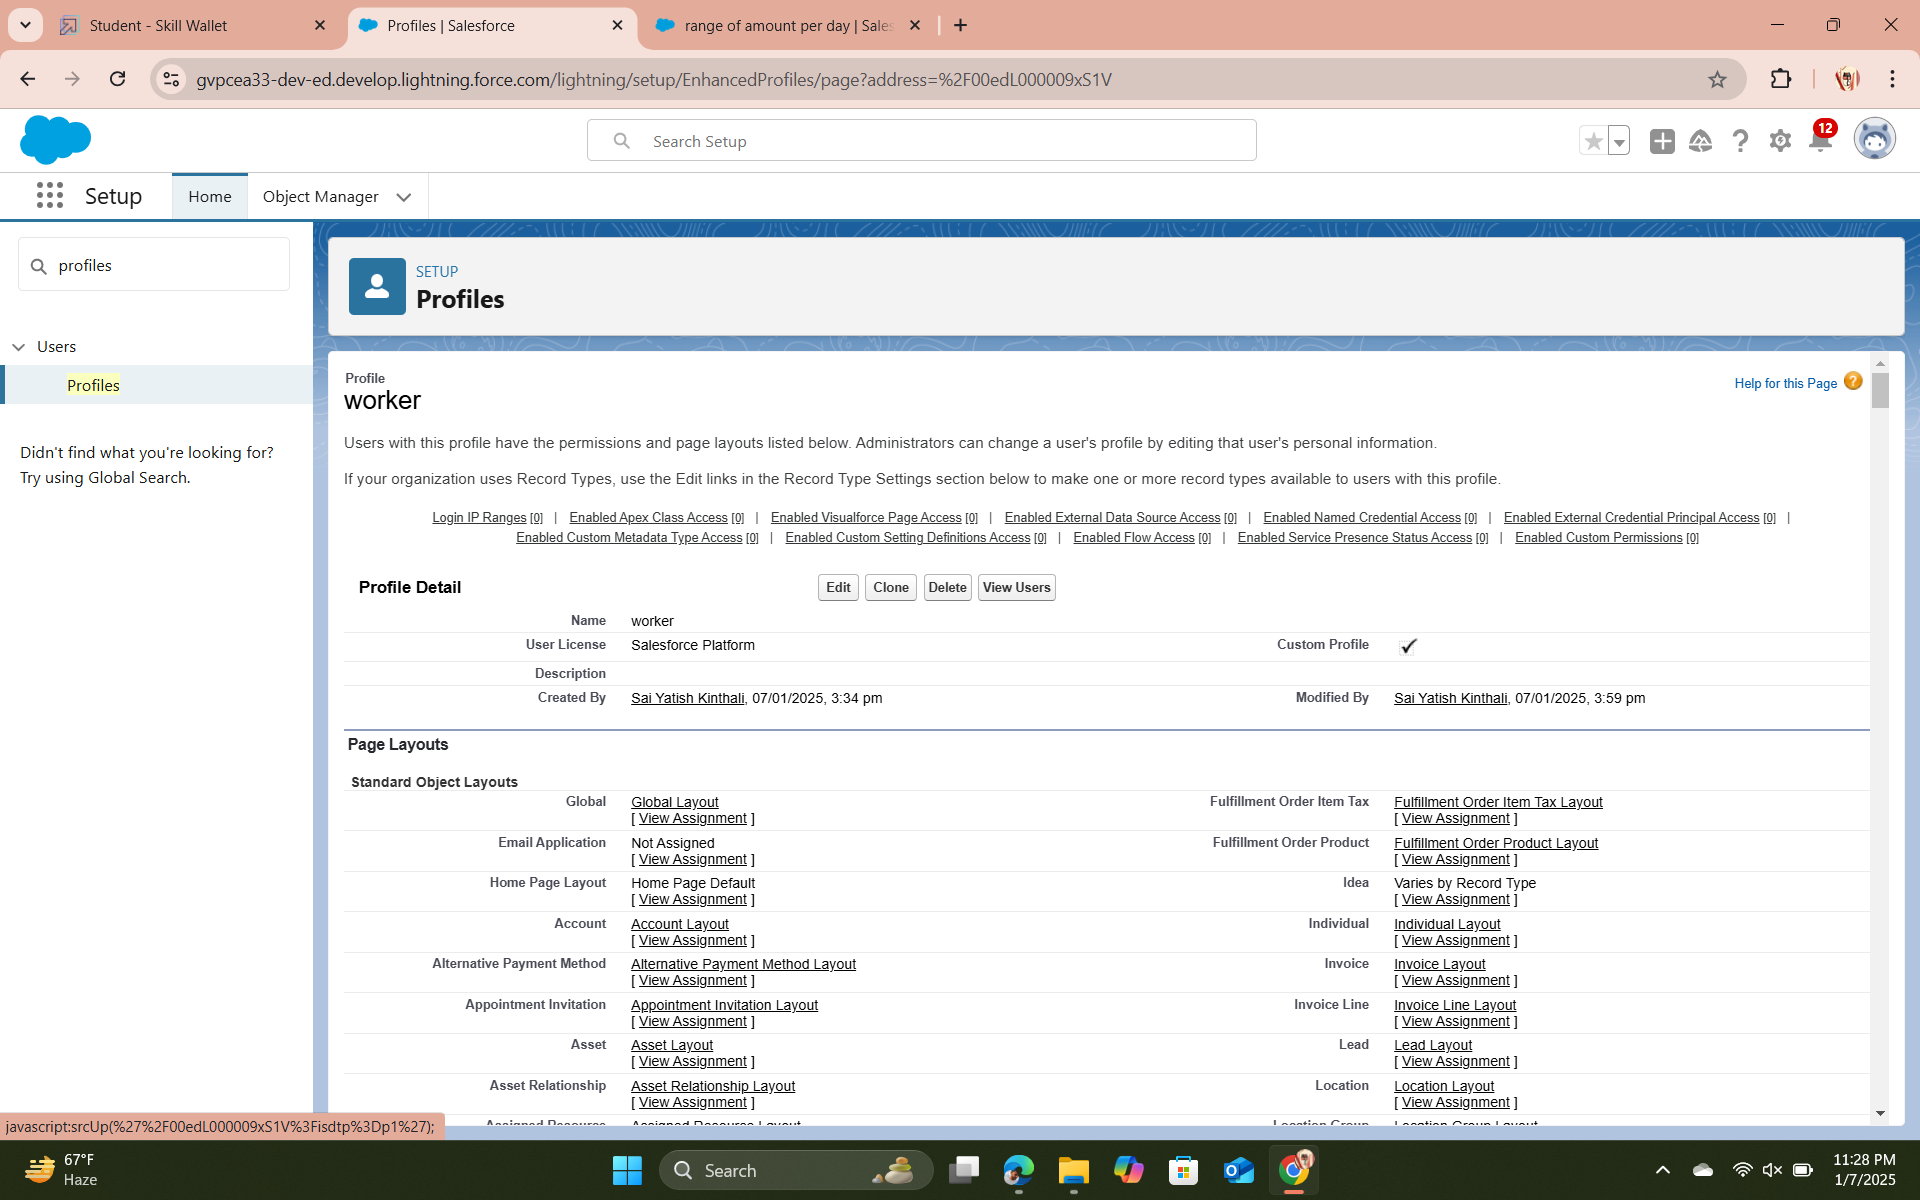 Student - Skill Wallet
Profiles | Salesforce
range of amount per day | Sales
gvpcea33-dev-ed.develop.lightning.force.com/lightning/setup/EnhancedProfiles/page?address=%2F00edL000009xS1V
Search Setup
12
Setup
Home
Object Manager
profiles
Users
Profiles
Didn't find what you're looking for?
Try using Global Search.
SETUP
Profiles
Profile
worker
Help for this Page
Users with this profile have the permissions and page layouts listed below. Administrators can change a user's profile by editing that user's personal information.
If your organization uses Record Types, use the Edit links in the Record Type Settings section below to make one or more record types available to users with this profile.
Login IP Ranges [0] | Enabled Apex Class Access [0] | Enabled Visualforce Page Access [0] | Enabled External Data Source Access [0] | Enabled Named Credential Access [0] | Enabled External Credential Principal Access [0] |
Enabled Custom Metadata Type Access [0] | Enabled Custom Setting Definitions Access [0] | Enabled Flow Access [0] | Enabled Service Presence Status Access [0] | Enabled Custom Permissions [0]
Profile Detail Edit Clone Delete View Users
Name worker
User License Salesforce Platform Custom Profile
Description
Created By Sai Yatish Kinthali, 07/01/2025, 3:34 pm Modified By Sai Yatish Kinthali, 07/01/2025, 3:59 pm
Page Layouts
Standard Object Layouts
Global Global Layout Fulfillment Order Item Tax Fulfillment Order Item Tax Layout
[ View Assignment ] [ View Assignment ]
Email Application Not Assigned Fulfillment Order Product Fulfillment Order Product Layout
[ View Assignment ] [ View Assignment ]
Home Page Layout Home Page Default Idea Varies by Record Type
[ View Assignment ] [ View Assignment ]
Account Account Layout Individual Individual Layout
[ View Assignment ] [ View Assignment ]
Alternative Payment Method Alternative Payment Method Layout Invoice Invoice Layout
[ View Assignment ] [ View Assignment ]
Appointment Invitation Appointment Invitation Layout Invoice Line Invoice Line Layout
[ View Assignment ] [ View Assignment ]
Asset Asset Layout Lead Lead Layout
[ View Assignment ] [ View Assignment ]
Asset Relationship Asset Relationship Layout Location Location Layout
[ View Assignment ] [ View Assignment ]
Assigned Resource Assigned Resource Layout Location Group Location Group Layout
javascript:srcUp(%27%2F00edL000009xS1V%3Fisdtp%3Dp1%27);
67°F
Haze
Search
11:28 PM
1/7/2025